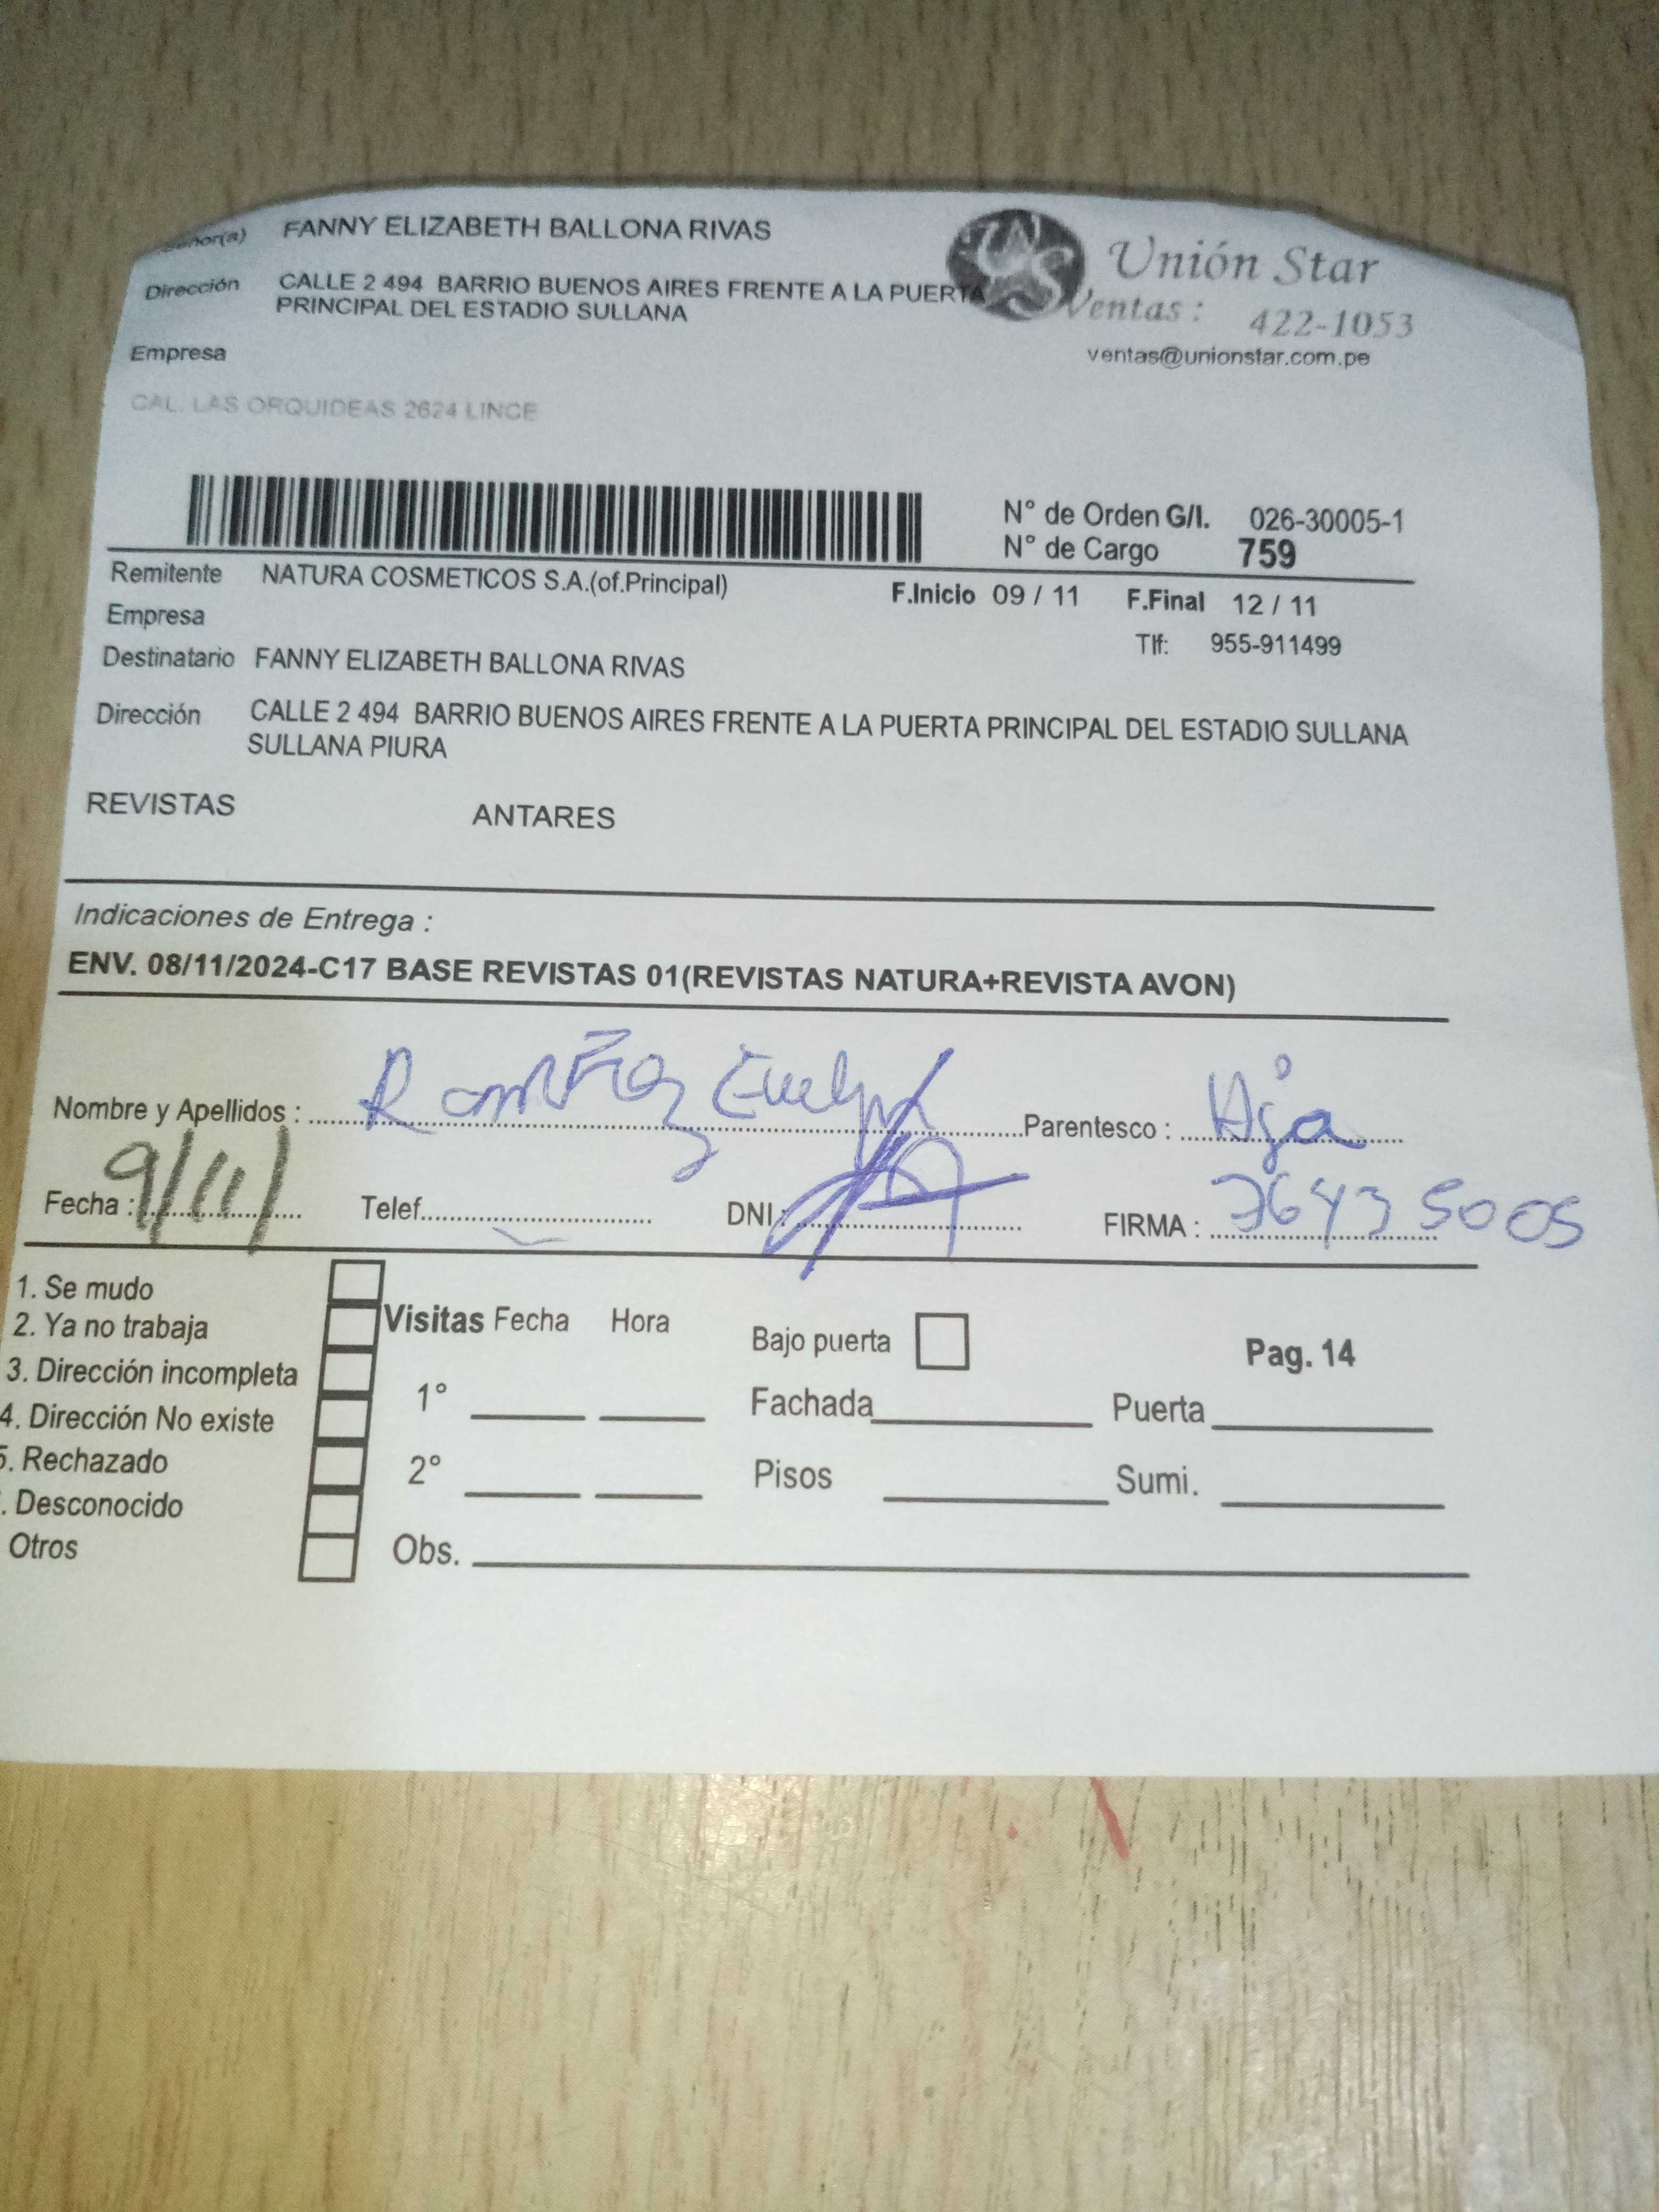 FANNY ELIZABETH BALLONA RIVAS
Unión Star
Dirección CALLE 2 494 BARRIO BUENOS AIRES FRENTE A LA PUERTA
PRINCIPAL DEL ESTADIO SULLANA
Ventas : 422-1053
Empresa
ventas@unionstar.com.pe
CAL. LAS ORQUIDEAS 2624 LINCE
N° de Orden G/I. 026-30005-1
N° de Cargo 759
Remitente NATURA COSMETICOS S.A.(of.Principal)
F.Inicio 09 / 11 F.Final 12 / 11
Empresa
Tlf: 955-911499
Destinatario FANNY ELIZABETH BALLONA RIVAS
Dirección CALLE 2 494 BARRIO BUENOS AIRES FRENTE A LA PUERTA PRINCIPAL DEL ESTADIO SULLANA
SULLANA PIURA
REVISTAS ANTARES
Indicaciones de Entrega :
ENV. 08/11/2024-C17 BASE REVISTAS 01(REVISTAS NATURA+REVISTA AVON)
Nombre y Apellidos : Ramírez Evelyn Parentesco : Hija
Fecha : 9/11/ Telef. DNI : FIRMA : 76435005
1. Se mudo
2. Ya no trabaja
3. Dirección incompleta
4. Dirección No existe
5. Rechazado
. Desconocido
Otros
Visitas Fecha Hora
Bajo puerta
Pag. 14
1° Fachada Puerta
2° Pisos Sumi.
Obs.